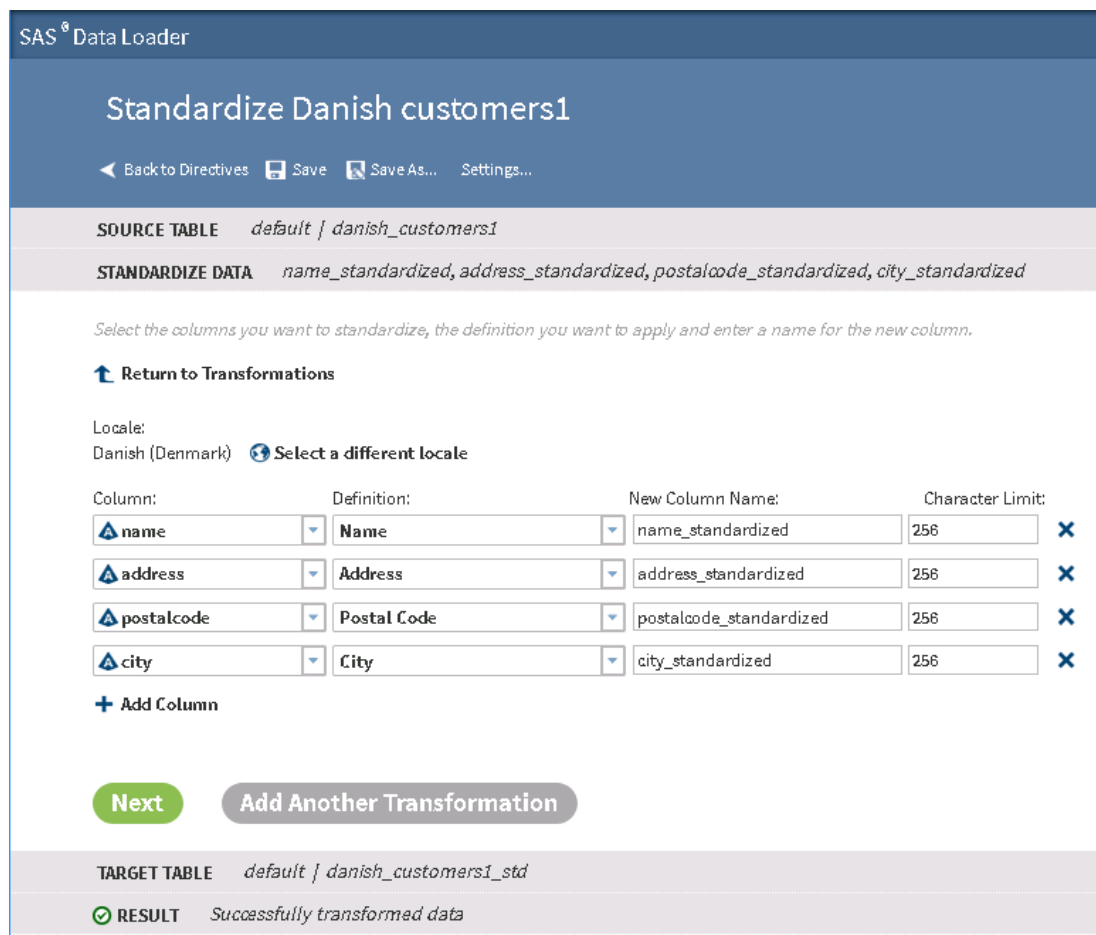 SAS® Data Loader
Standardize Danish customers1
Back to Directives Save Save As... Settings...
SOURCE TABLE default | danish_customers1
STANDARDIZE DATA name_standardized, address_standardized, postalcode_standardized, city_standardized
Select the columns you want to standardize, the definition you want to apply and enter a name for the new column.
Return to Transformations
Locale:
Danish (Denmark) Select a different locale
Column: Definition: New Column Name: Character Limit:
name Name name_standardized 256
address Address address_standardized 256
postalcode Postal Code postalcode_standardized 256
city City city_standardized 256
Add Column
Next Add Another Transformation
TARGET TABLE default | danish_customers1_std
RESULT Successfully transformed data